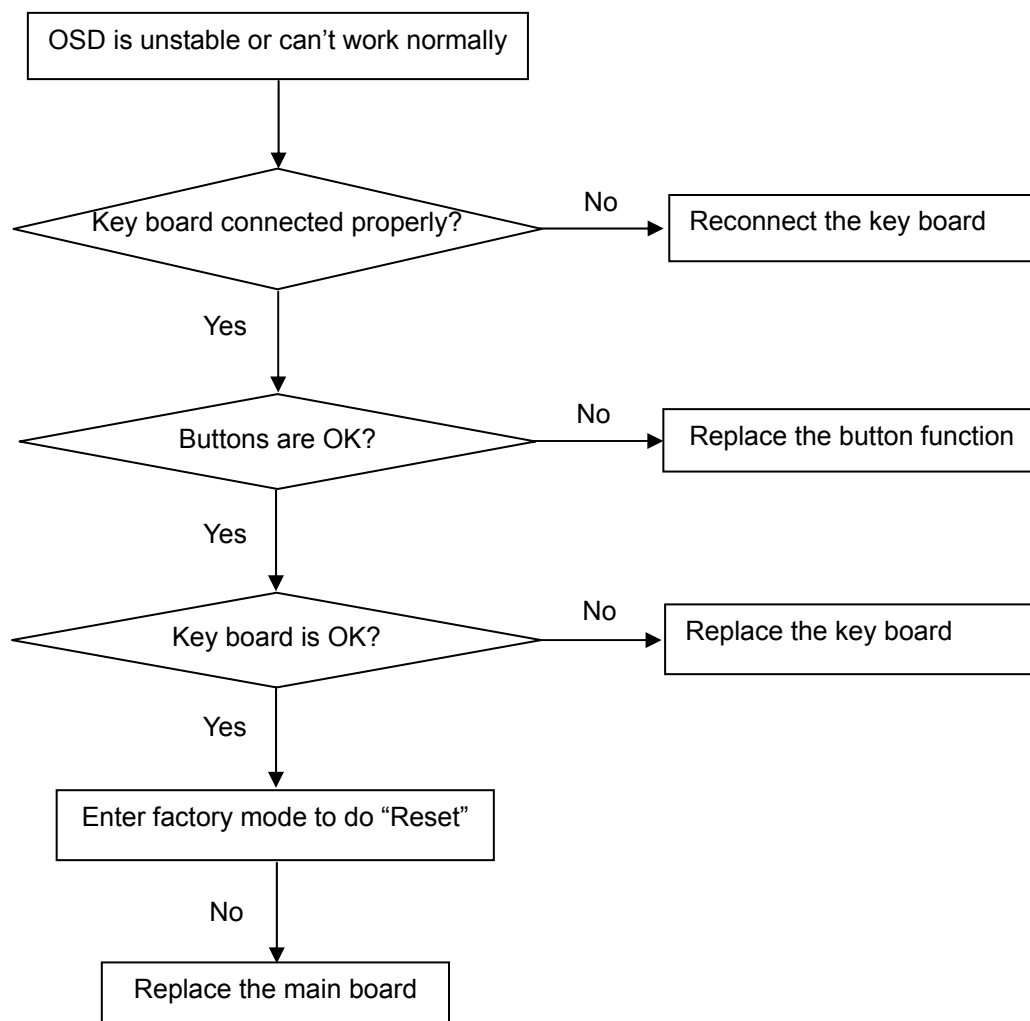 OSD is unstable or can’t work normally
Key board connected properly?
No
Reconnect the key board
Yes
Buttons are OK?
No
Replace the button function
Yes
Key board is OK?
No
Replace the key board
Yes
Enter factory mode to do “Reset”
No
Replace the main board